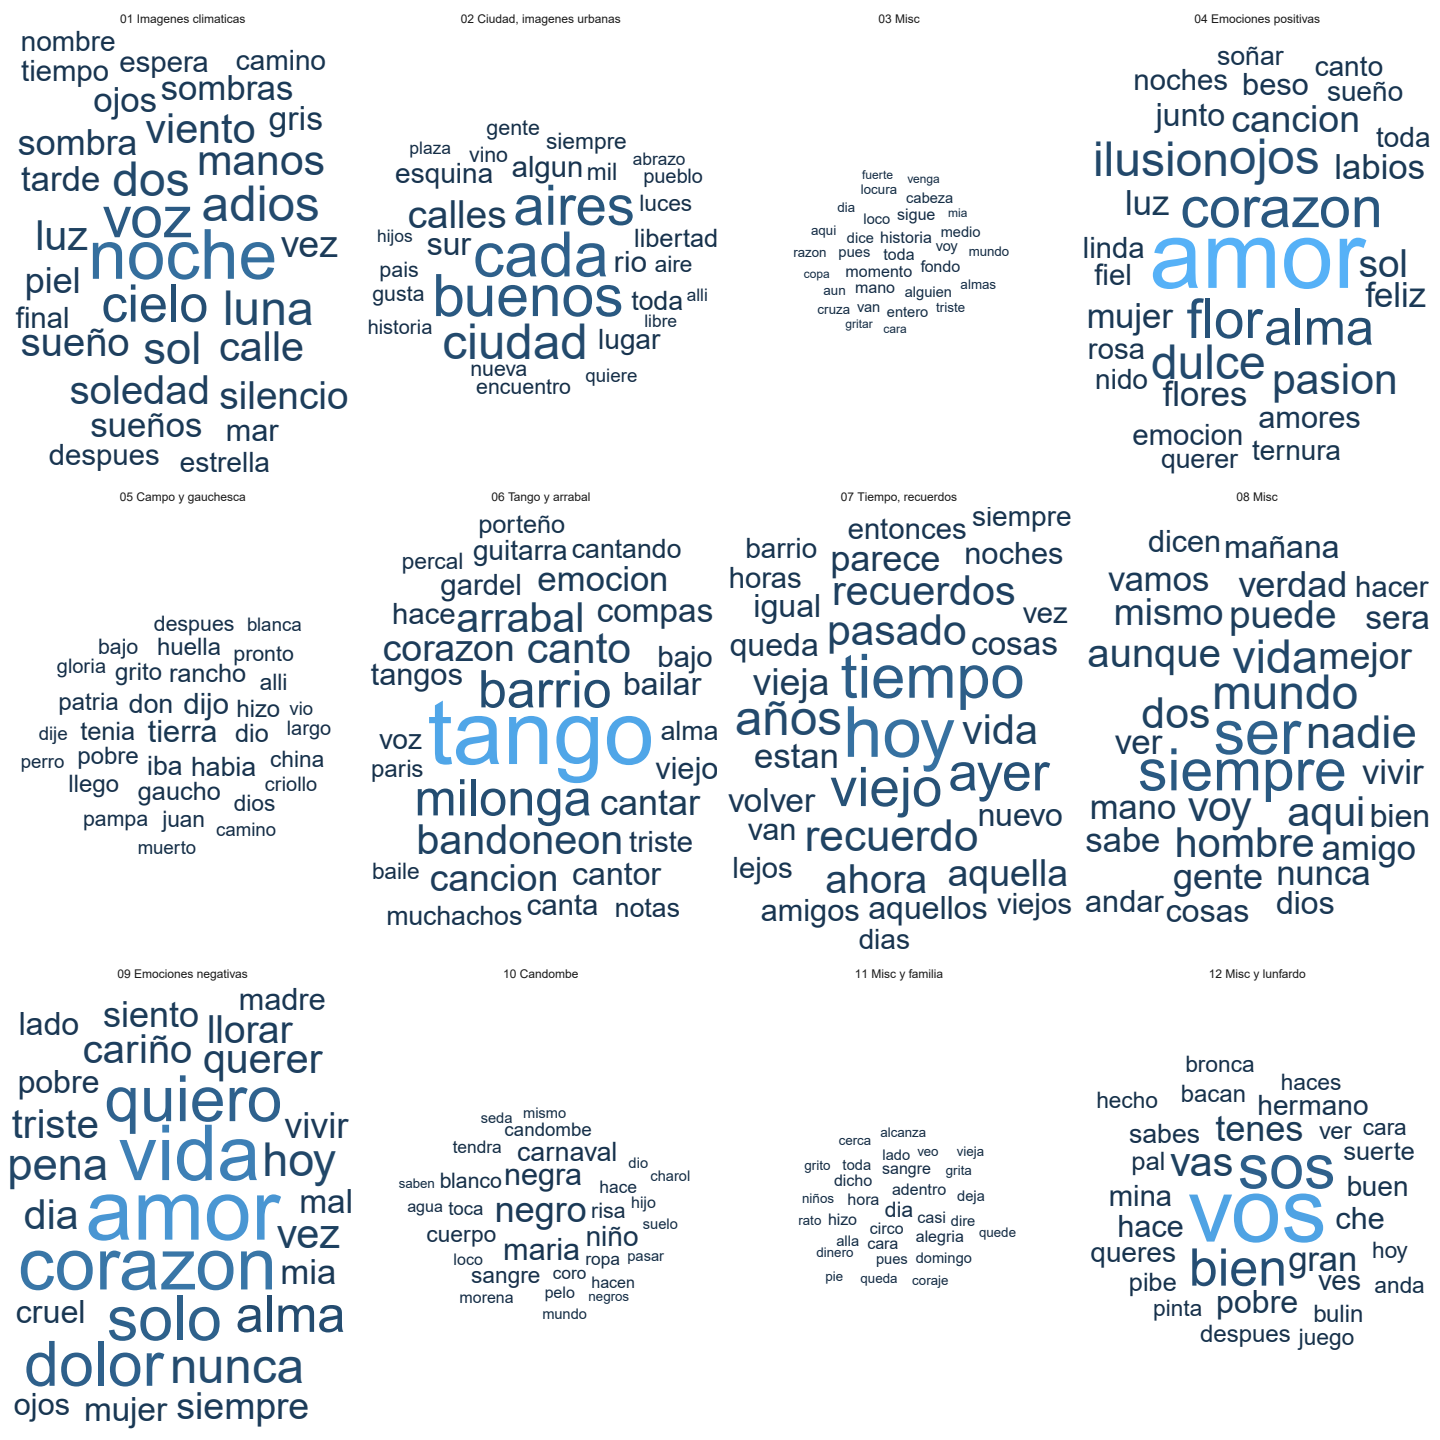 01 Imagenes climaticas
nombre
tiempo espera camino
ojos sombras
sombra viento gris
tarde dos manos
voz adios
luz noche vez
piel cielo luna
final
sueño sol calle
soledad silencio
sueños mar
despues estrella
02 Ciudad, imagenes urbanas
gente
plaza vino siempre
esquina algun mil abrazo
pueblo
calles aires luces
hijos sur cada libertad
pais rio aire
gusta buenos toda alli
historia libre
ciudad lugar
nueva quiere
encuentro
03 Misc
fuerte venga
locura cabeza
dia loco sigue mia
aqui dice historia medio
razon pues toda voy mundo
copa momento fondo
aun mano alguien almas
cruza van entero triste
gritar cara
04 Emociones positivas
soñar canto
noches beso sueño
junto cancion toda
ilusion ojos labios
luz corazon
linda amor sol
fiel feliz
mujer flor alma
rosa dulce
nido flores pasion
amores
emocion ternura
querer
05 Campo y gauchesca
despues blanca
bajo huella pronto
gloria grito rancho alli
patria don dijo hizo vio
dije tenia tierra dio largo
perro pobre iba habia china
llego gaucho criollo
dios
pampa juan camino
muerto
06 Tango y arrabal
porteño
percal guitarra cantando
gardel emocion
hace arrabal compas
corazon canto bajo
tangos barrio bailar
voz tango alma
paris viejo
milonga cantar
bandoneon triste
baile cancion cantor
muchachos canta notas
07 Tiempo, recuerdos
entonces siempre
barrio parece noches
horas recuerdos
igual vez
queda pasado cosas
vieja tiempo
años hoy vida
estan
viejo ayer
volver nuevo
van recuerdo
lejos ahora aquella
amigos aquellos viejos
dias
08 Misc
dicen mañana
vamos verdad hacer
mismo puede sera
aunque vida mejor
mundo
dos ser nadie
ver
siempre vivir
mano voy aqui bien
sabe hombre amigo
gente nunca
andar cosas dios
09 Emociones negativas
madre
lado siento llorar
cariño querer
pobre quiero
triste vivir
pena vida hoy
dia amor mal
vez
corazon mia
cruel solo alma
dolor nunca
ojos mujer siempre
10 Candombe
seda mismo
candombe
tendra carnaval
dio
saben blanco negra hace charol
agua toca negro risa hijo
cuerpo niño suelo
loco maria ropa pasar
sangre coro hacen
morena pelo negros
mundo
11 Misc y familia
alcanza
cerca lado veo vieja
grito toda sangre grita
dicho adentro
niños hora deja
dia
rato hizo circo casi dire quede
alla cara alegria
dinero pues domingo
pie queda coraje
12 Misc y lunfardo
bronca
hecho bacan haces
hermano
sabes tenes ver cara
pal vas sos suerte
mina buen
hace vos che
queres bien gran hoy
pibe ves anda
pinta pobre bulin
despues juego